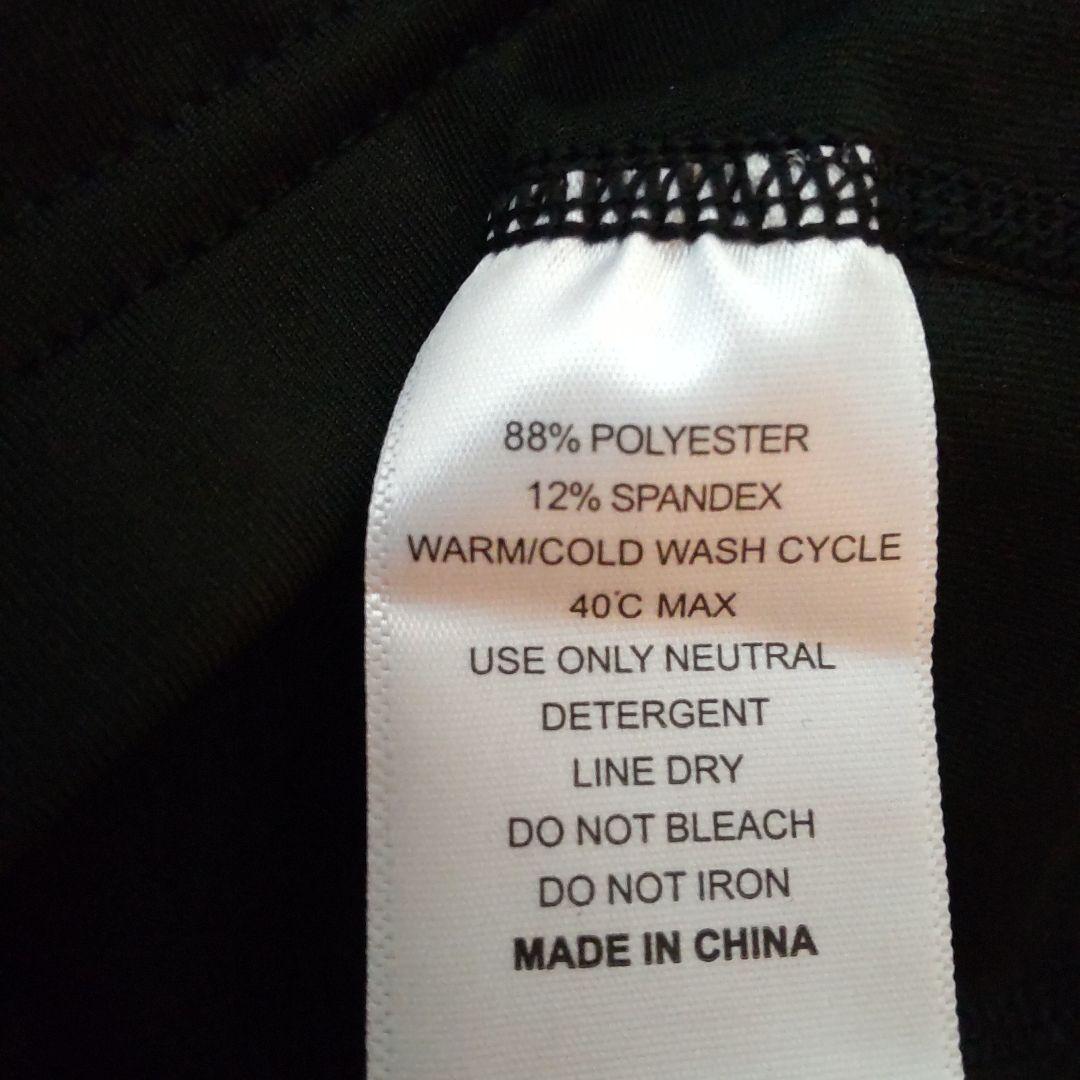 88% POLYESTER
12% SPANDEX
WARM/COLD WASH CYCLE
40°C MAX
USE ONLY NEUTRAL
DETERGENT
LINE DRY
DO NOT BLEACH
DO NOT IRON
MADE IN CHINA